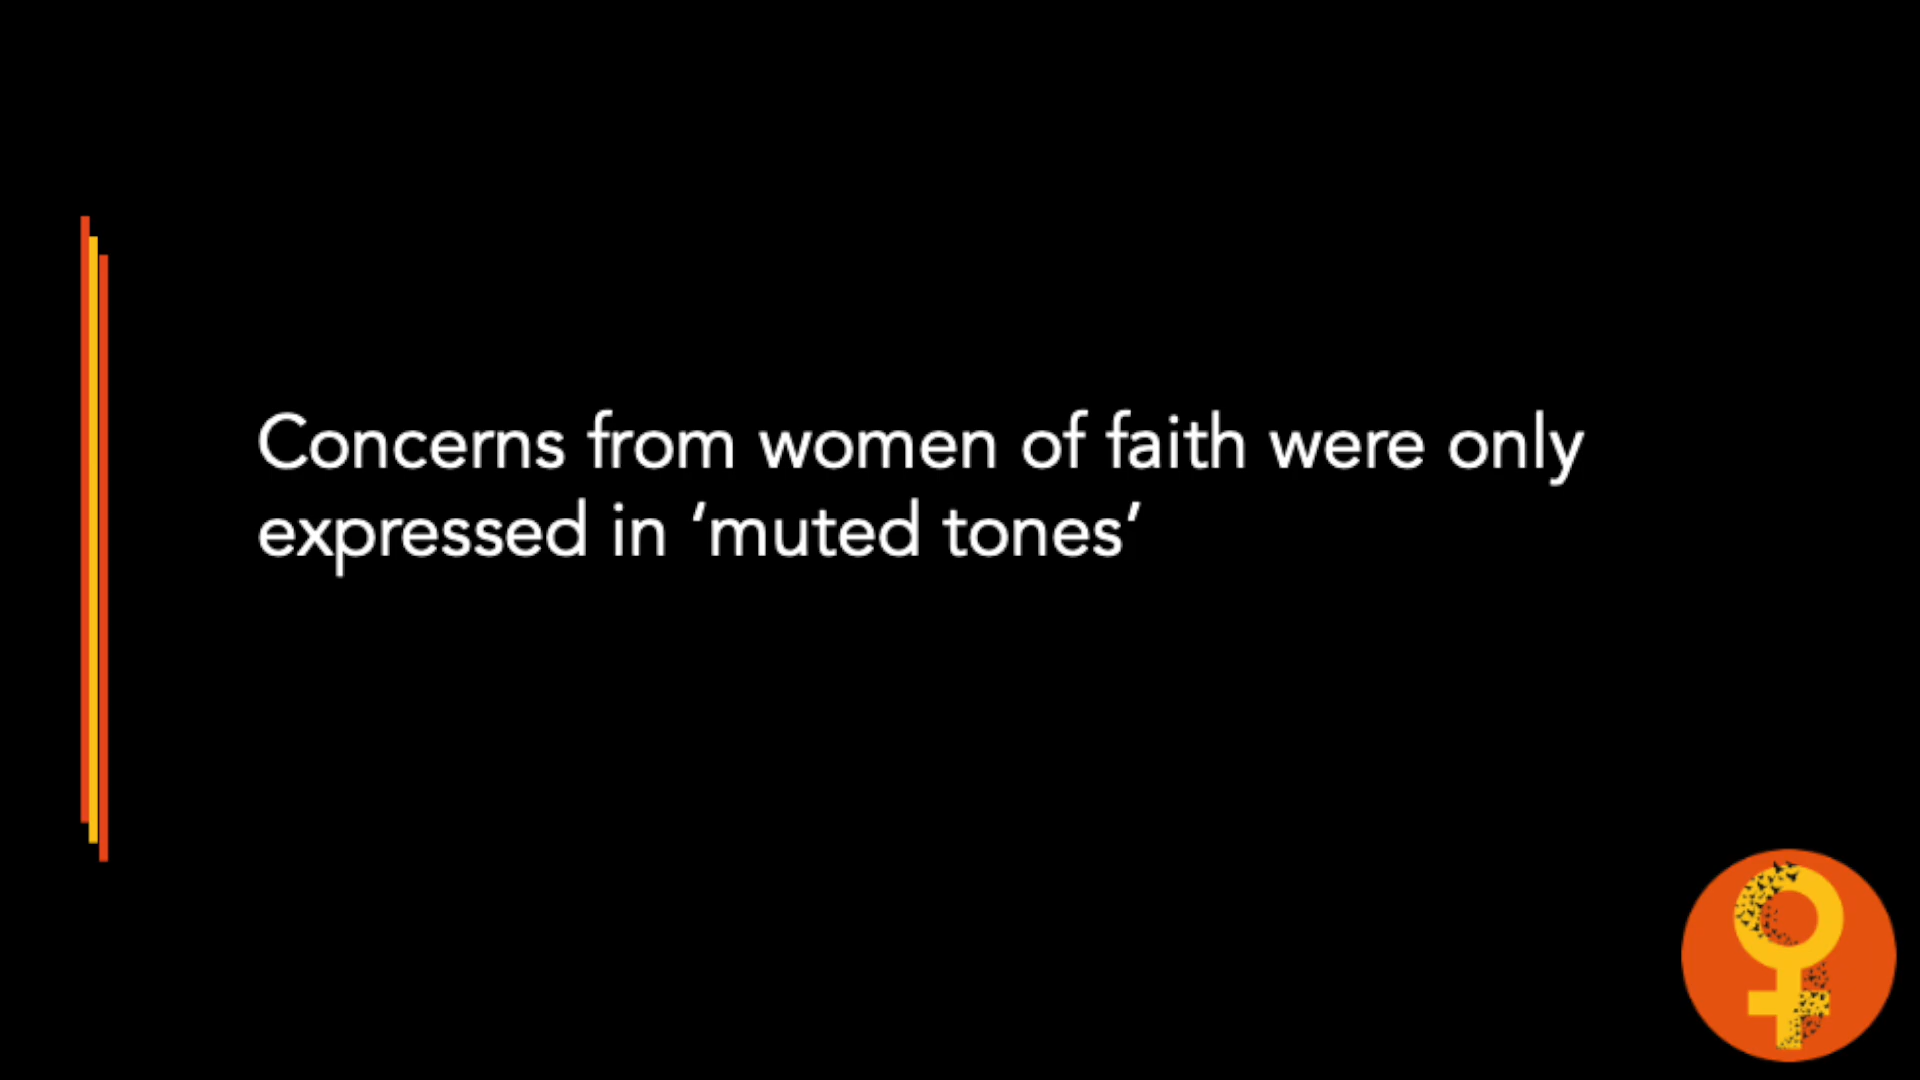 Concerns from women of faith were only
expressed in ‘muted tones’